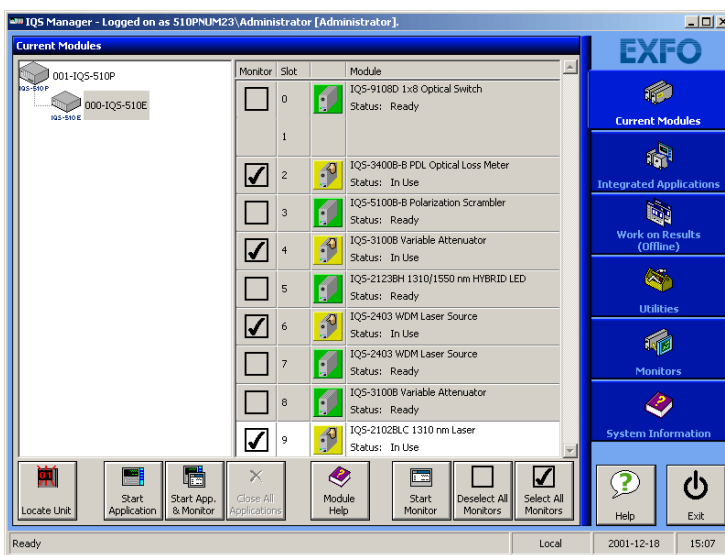 IQS Manager - Logged on as 510PNUM23\Administrator [Administrator].
Current Modules
001-IQS-510P
IQS-510P
000-IQS-510E
IQS-510E
Monitor Slot Module
0 IQS-9108D 1x8 Optical Switch
Status: Ready
1
2 IQS-3400B-B PDL Optical Loss Meter
Status: In Use
3 IQS-5100B-B Polarization Scrambler
Status: Ready
4 IQS-3100B Variable Attenuator
Status: In Use
5 IQS-2123BH 1310/1550 nm HYBRID LED
Status: Ready
6 IQS-2403 WDM Laser Source
Status: In Use
7 IQS-2403 WDM Laser Source
Status: Ready
8 IQS-3100B Variable Attenuator
Status: Ready
9 IQS-2102BLC 1310 nm Laser
Status: In Use
EXFO
Current Modules
Integrated Applications
Work on Results
(Offline)
Utilities
Monitors
System Information
Locate Unit
Start
Application
Start App.
& Monitor
Close All
Applications
Module
Help
Start
Monitor
Deselect All
Monitors
Select All
Monitors
Help
Exit
Ready
Local
2001-12-18
15:07